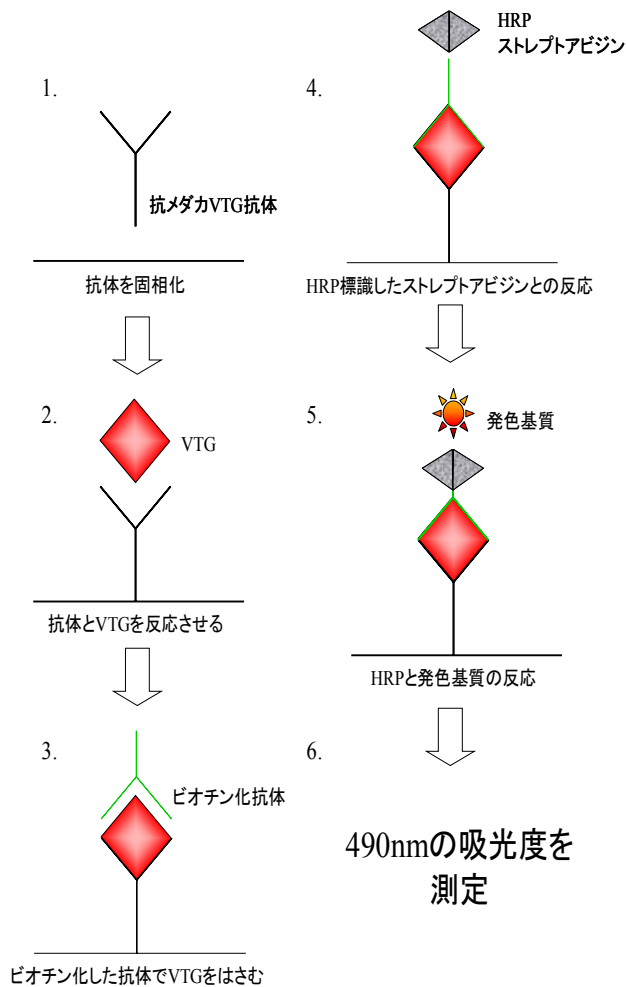 1.
抗メダカVTG抗体
抗体を固相化
2.
VTG
抗体とVTGを反応させる
3.
ビオチン化抗体
ビオチン化した抗体でVTGをはさむ
4.
HRP
ストレプトアビジン
HRP標識したストレプトアビジンとの反応
5.
発色基質
HRPと発色基質の反応
6.
490nmの吸光度を
測定